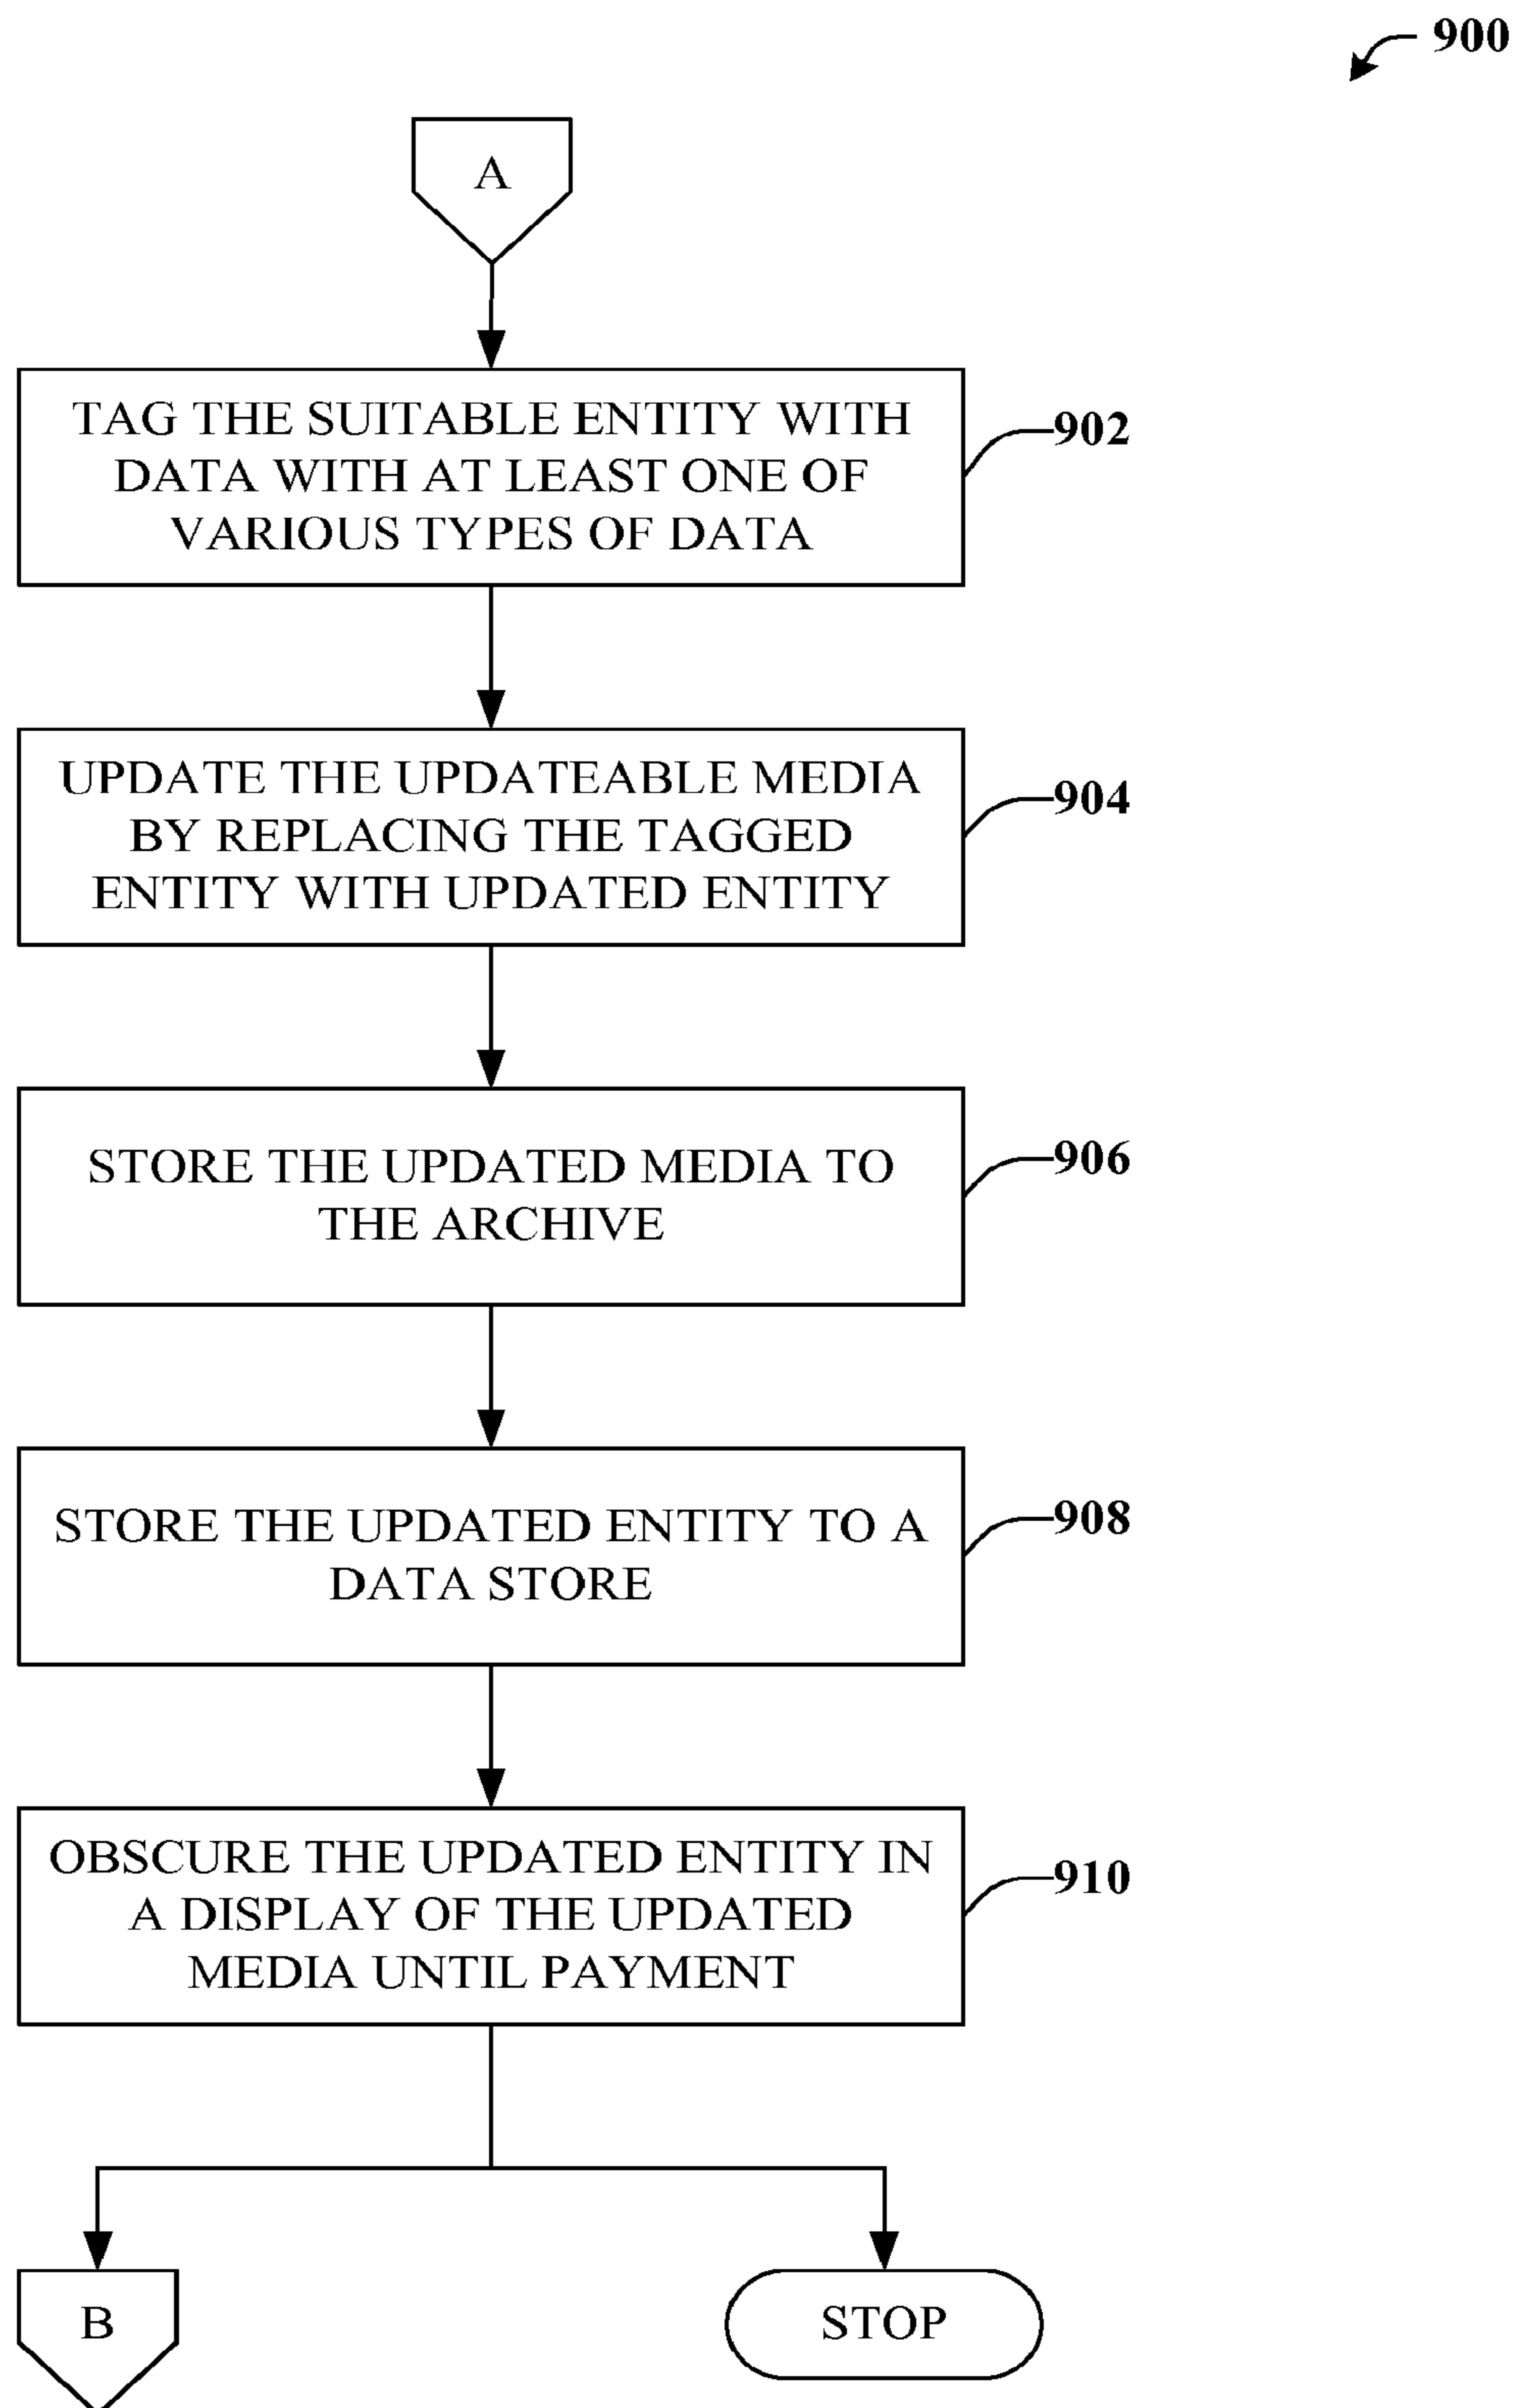 900
A
TAG THE SUITABLE ENTITY WITH
DATA WITH AT LEAST ONE OF
VARIOUS TYPES OF DATA
902
UPDATE THE UPDATEABLE MEDIA
BY REPLACING THE TAGGED
ENTITY WITH UPDATED ENTITY
904
STORE THE UPDATED MEDIA TO
THE ARCHIVE
906
STORE THE UPDATED ENTITY TO A
DATA STORE
908
OBSCURE THE UPDATED ENTITY IN
A DISPLAY OF THE UPDATED
MEDIA UNTIL PAYMENT
910
B
STOP